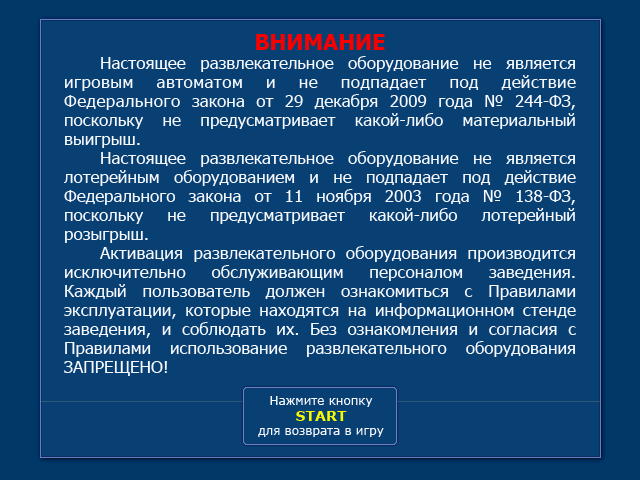 ВНИМАНИЕ
Настоящее развлекательное оборудование не является
игровым автоматом и не подпадает под действие
Федерального закона от 29 декабря 2009 года № 244-ФЗ,
поскольку не предусматривает какой-либо материальный
выигрыш.
Настоящее развлекательное оборудование не является
лотерейным оборудованием и не подпадает под действие
Федерального закона от 11 ноября 2003 года № 138-ФЗ,
поскольку не предусматривает какой-либо лотерейный
розыгрыш.
Активация развлекательного оборудования производится
исключительно обслуживающим персоналом заведения.
Каждый пользователь должен ознакомиться с Правилами
эксплуатации, которые находятся на информационном стенде
заведения, и соблюдать их. Без ознакомления и согласия с
Правилами использование развлекательного оборудования
ЗАПРЕЩЕНО!
Нажмите кнопку
START
для возврата в игру